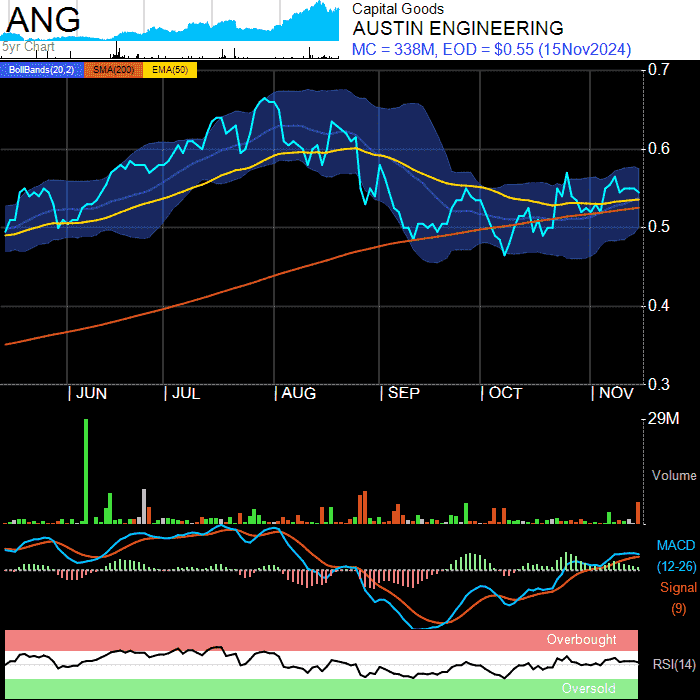 ANG
5yr Chart
Capital Goods
AUSTIN ENGINEERING
MC = 338M, EOD = $0.55 (15Nov2024)
BollBands(20,2) SMA(200) EMA(50)
0.7
0.6
0.5
0.4
0.3
JUN JUL AUG SEP OCT NOV
29M
Volume
MACD
(12-26)
Signal
(9)
Overbought
RSI(14)
Oversold